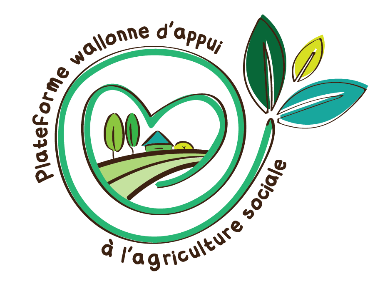 Plateforme wallonne d'appui
à l'agriculture sociale